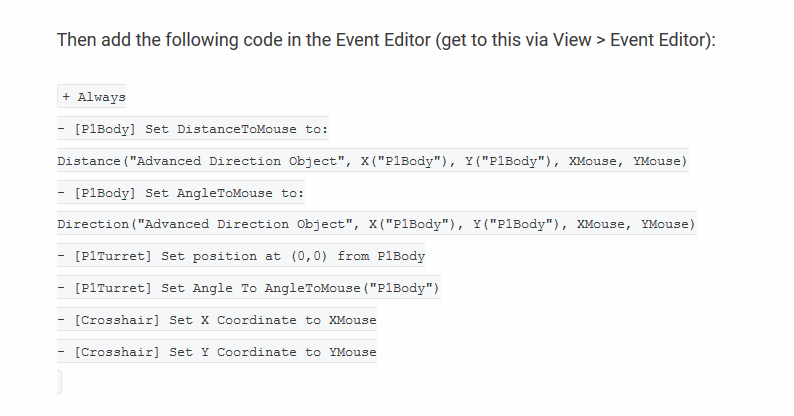 Then add the following code in the Event Editor (get to this via View > Event Editor):
+ Always
- [P1Body] Set DistanceToMouse to:
Distance("Advanced Direction Object", X("P1Body"), Y("P1Body"), XMouse, YMouse)
- [P1Body] Set AngleToMouse to:
Direction("Advanced Direction Object", X("P1Body"), Y("P1Body"), XMouse, YMouse)
- [P1Turret] Set position at (0,0) from P1Body
- [P1Turret] Set Angle To AngleToMouse("P1Body")
- [Crosshair] Set X Coordinate to XMouse
- [Crosshair] Set Y Coordinate to YMouse